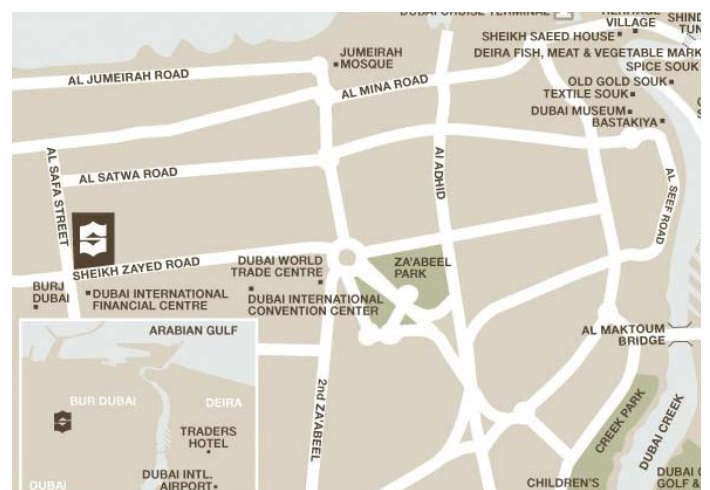 DUBAI CRUISE TERMINAL
HERITAGE
VILLAGE
SHIND
TUN
SHEIKH SAEED HOUSE
DEIRA FISH, MEAT & VEGETABLE MARK
SPICE SOUK
OLD GOLD SOUK
TEXTILE SOUK
DUBAI MUSEUM
BASTAKIYA
JUMEIRAH
MOSQUE
AL JUMEIRAH ROAD
AL MINA ROAD
AL SAFA STREET
AL SATWA ROAD
Al ADHID
AL SEEF ROAD
SHEIKH ZAYED ROAD
DUBAI WORLD
TRADE CENTRE
ZA'ABEEL
PARK
BURJ
DUBAI
DUBAI INTERNATIONAL
FINANCIAL CENTRE
DUBAI INTERNATIONAL
CONVENTION CENTER
AL MAKTOUM
BRIDGE
2nd ZA'ABEEL
CREEK PARK
DUBAI CREEK
CHILDREN'S
DUBAI C
GOLF &
ARABIAN GULF
BUR DUBAI
DEIRA
TRADERS
HOTEL
DUBAI
DUBAI INTL.
AIRPORT